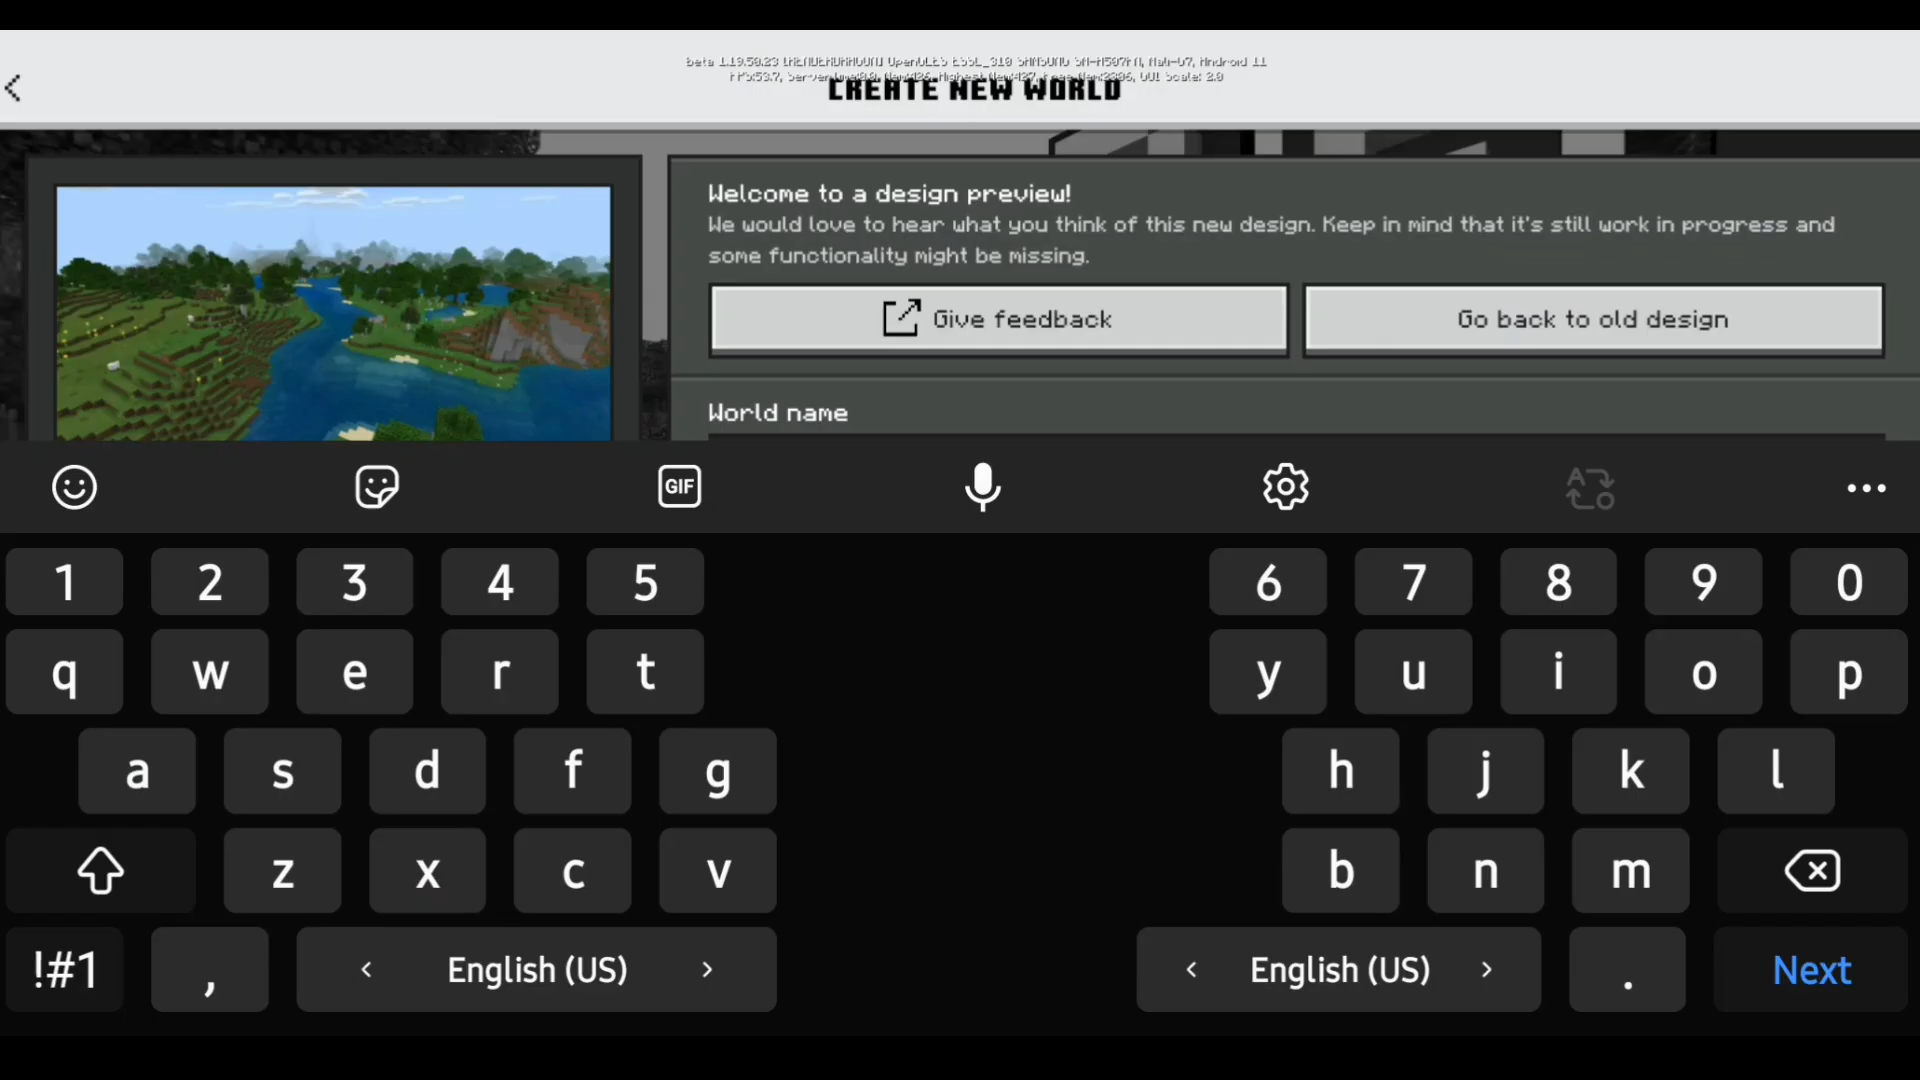 CREATE NEW WORLD
Welcome to a design preview!
We would love to hear what you think of this new design. Keep in mind that it's still work in progress and
some functionality might be missing.
Give feedback
Go back to old design
World name
GIF
1 2 3 4 5 6 7 8 9 0
q w e r t y u i o p
a s d f g h j k l
z x c v b n m
!#1 , < English (US) > < English (US) > . Next